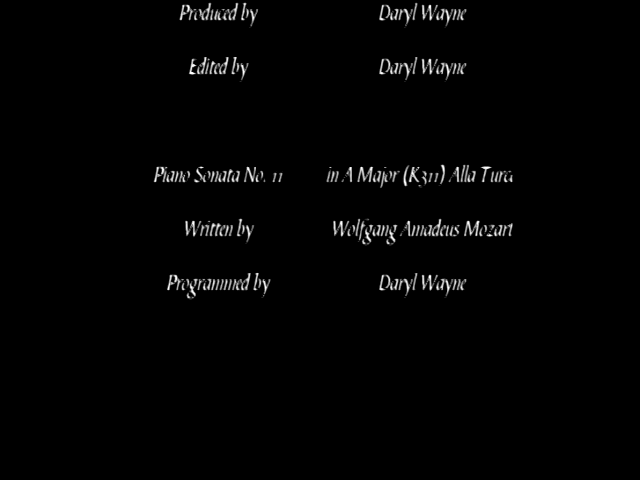 Produced by Daryl Wayne
Edited by Daryl Wayne
Piano Sonata No. 11 in A Major (K311) Alla Turca
Written by Wolfgang Amadeus Mozart
Programmed by Daryl Wayne